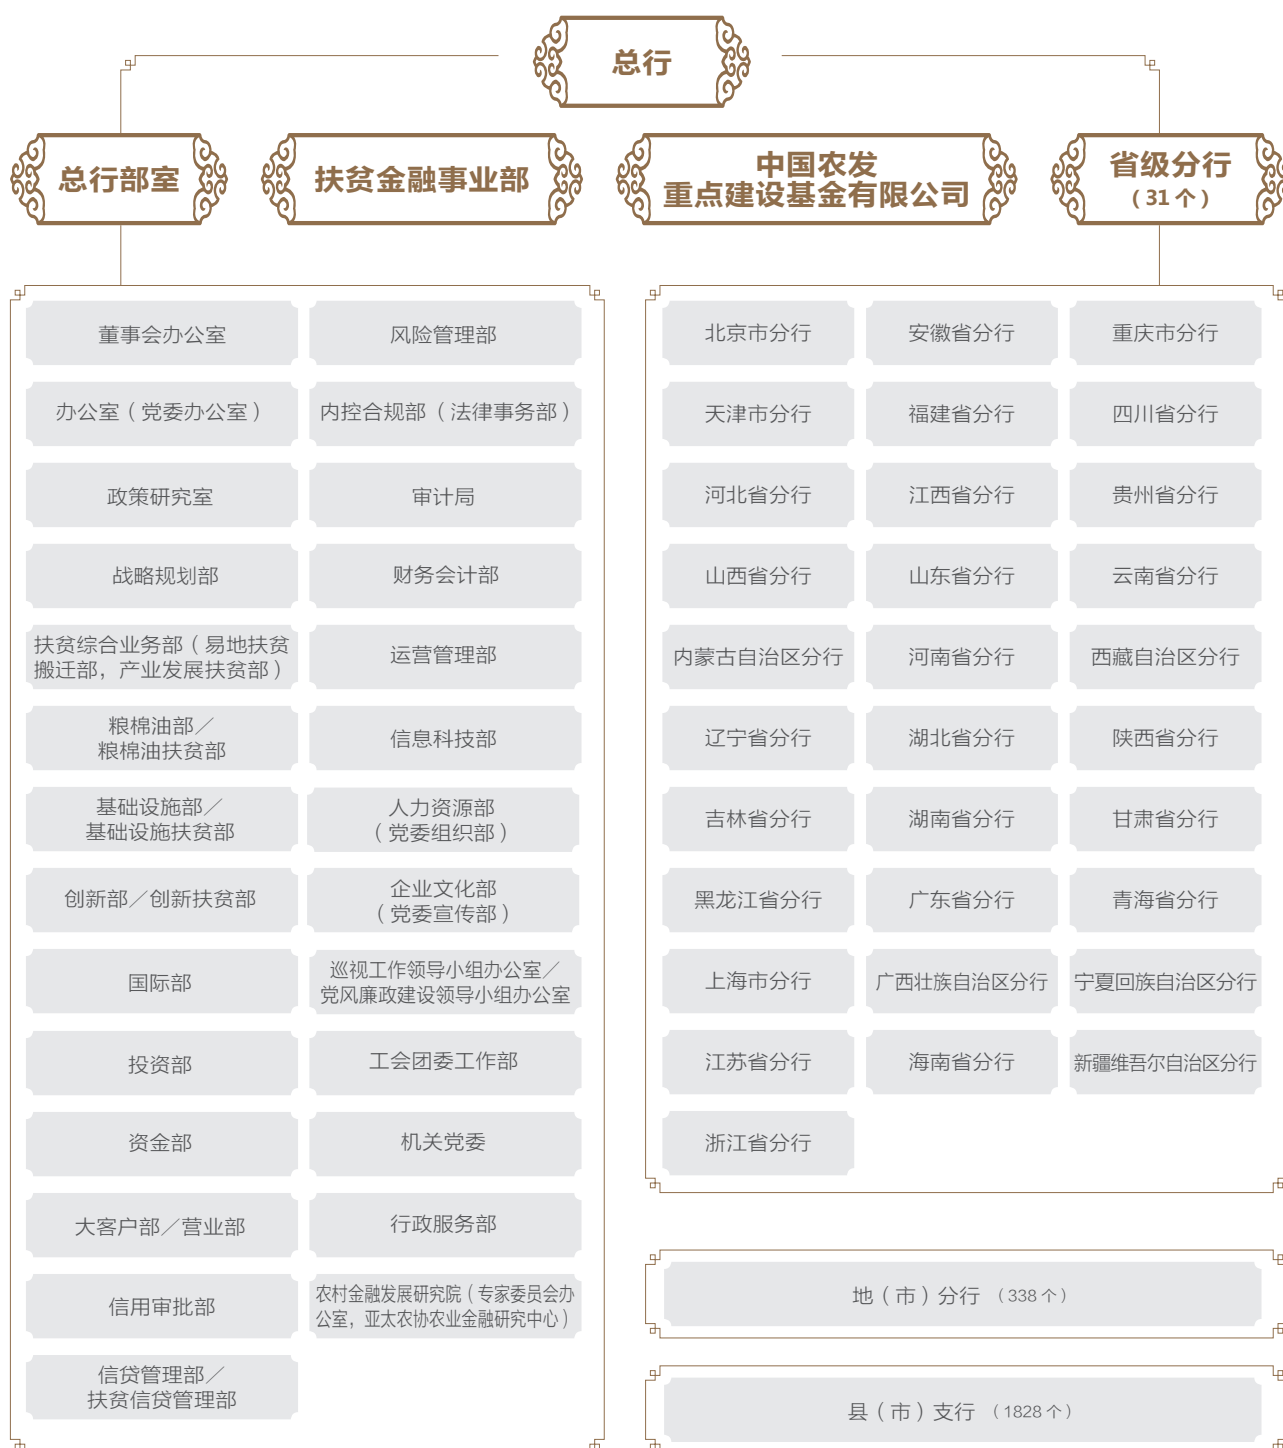 总行
总行部室
扶贫金融事业部
中国农发
重点建设基金有限公司
省级分行
（31 个）
董事会办公室
风险管理部
办公室（党委办公室）
内控合规部（法律事务部）
政策研究室
审计局
战略规划部
财务会计部
扶贫综合业务部（易地扶贫
搬迁部，产业发展扶贫部）
运营管理部
粮棉油部／
粮棉油扶贫部
信息科技部
基础设施部／
基础设施扶贫部
人力资源部
（党委组织部）
创新部／创新扶贫部
企业文化部
（党委宣传部）
国际部
巡视工作领导小组办公室／
党风廉政建设领导小组办公室
投资部
工会团委工作部
资金部
机关党委
大客户部／营业部
行政服务部
信用审批部
农村金融发展研究院（专家委员会办
公室，亚太农协农业金融研究中心）
信贷管理部／
扶贫信贷管理部
北京市分行
安徽省分行
重庆市分行
天津市分行
福建省分行
四川省分行
河北省分行
江西省分行
贵州省分行
山西省分行
山东省分行
云南省分行
内蒙古自治区分行
河南省分行
西藏自治区分行
辽宁省分行
湖北省分行
陕西省分行
吉林省分行
湖南省分行
甘肃省分行
黑龙江省分行
广东省分行
青海省分行
上海市分行
广西壮族自治区分行
宁夏回族自治区分行
江苏省分行
海南省分行
新疆维吾尔自治区分行
浙江省分行
地（市）分行 （338 个）
县（市）支行 （1828 个）